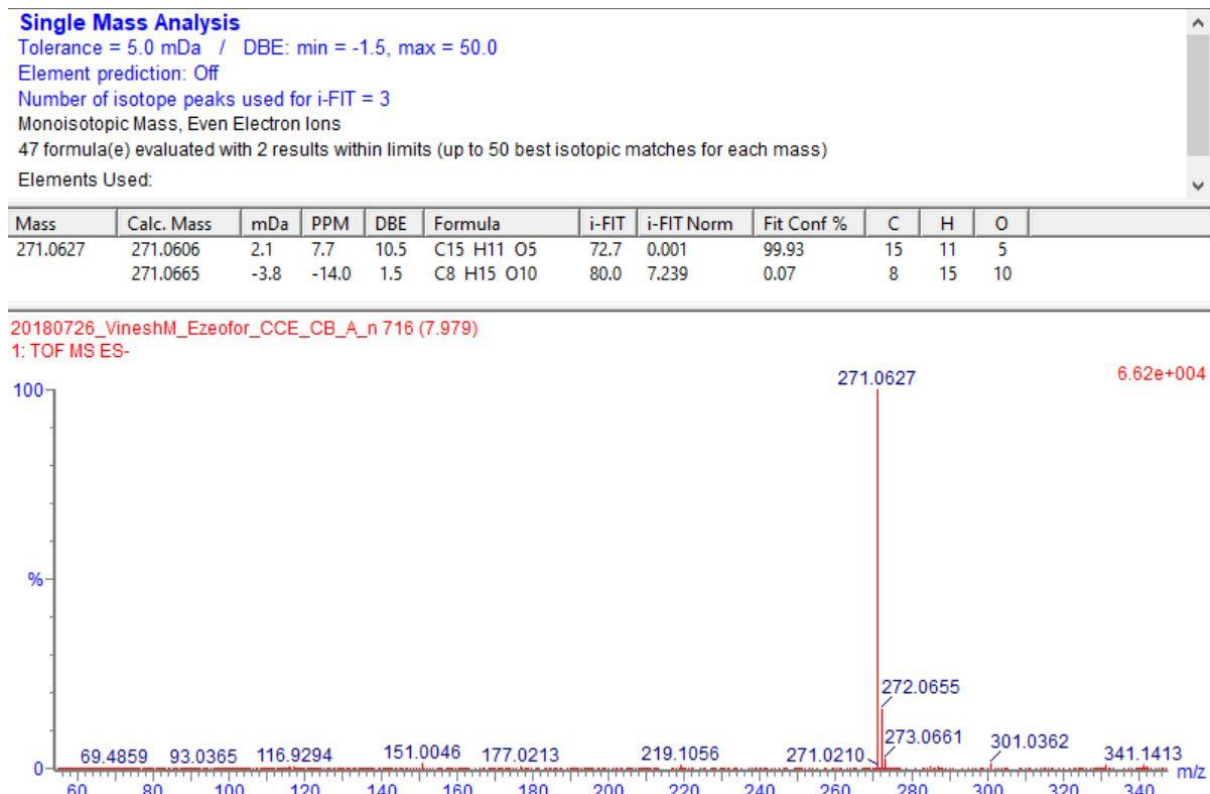 Single Mass Analysis
Tolerance = 5.0 mDa / DBE: min = -1.5, max = 50.0
Element prediction: Off
Number of isotope peaks used for i-FIT = 3
Monoisotopic Mass, Even Electron Ions
47 formula(e) evaluated with 2 results within limits (up to 50 best isotopic matches for each mass)
Elements Used:
Mass Calc. Mass mDa PPM DBE Formula i-FIT i-FIT Norm Fit Conf % C H O
271.0627 271.0606 2.1 7.7 10.5 C15 H11 O5 72.7 0.001 99.93 15 11 5
271.0665 -3.8 -14.0 1.5 C8 H15 O10 80.0 7.239 0.07 8 15 10
20180726_VineshM_Ezeofor_CCE_CB_A_n 716 (7.979)
1: TOF MS ES-
6.62e+004
100
271.0627
%
272.0655
273.0661
69.4859 93.0365 116.9294 151.0046 177.0213 219.1056 271.0210 301.0362 341.1413
0
m/z
60 80 100 120 140 160 180 200 220 240 260 280 300 320 340